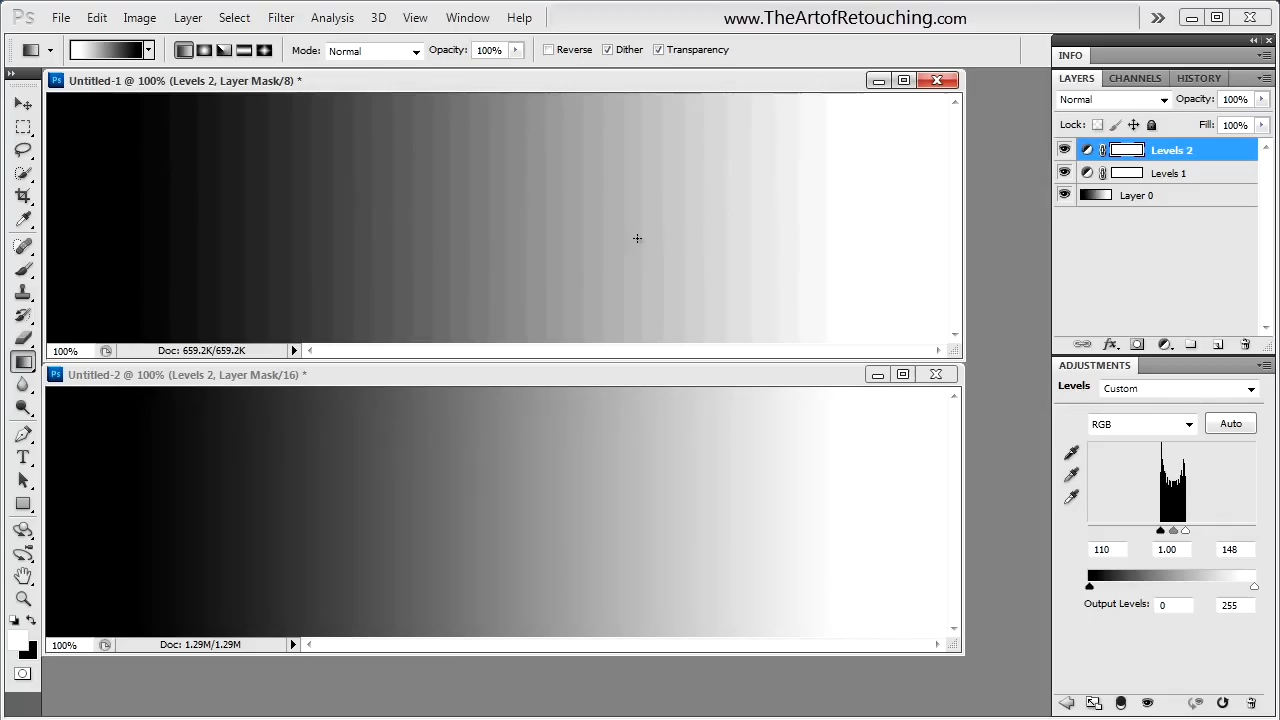 Ps File Edit Image Layer Select Filter Analysis 3D View Window Help www.TheArtofRetouching.com
Mode: Normal Opacity: 100% Reverse Dither Transparency
INFO
Untitled-1 @ 100% (Levels 2, Layer Mask/8) *
LAYERS CHANNELS HISTORY
Normal Opacity: 100%
Lock: Fill: 100%
Levels 2
Levels 1
Layer 0
100% Doc: 659.2K/659.2K
fx
Untitled-2 @ 100% (Levels 2, Layer Mask/16) *
ADJUSTMENTS
Levels Custom
RGB Auto
110 1.00 148
Output Levels: 0 255
100% Doc: 1.29M/1.29M